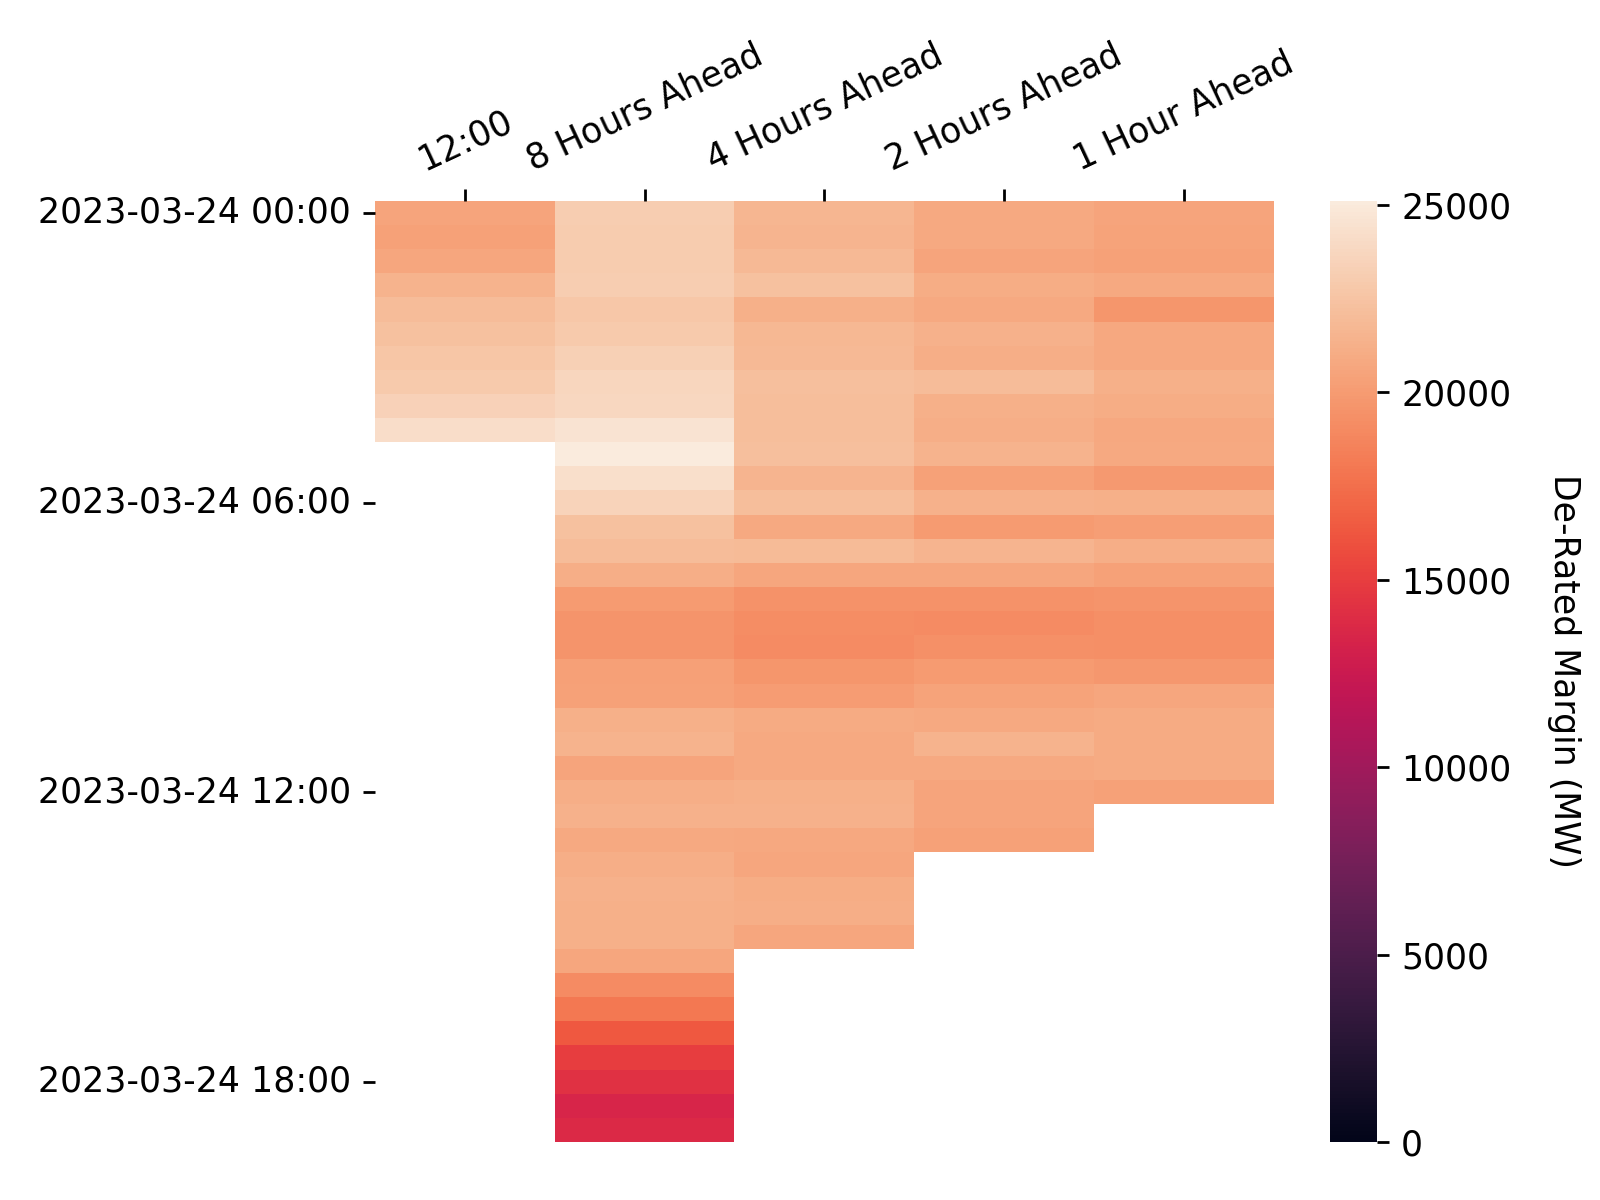 12:00
8 Hours Ahead
4 Hours Ahead
2 Hours Ahead
1 Hour Ahead
2023-03-24 00:00
2023-03-24 06:00
2023-03-24 12:00
2023-03-24 18:00
25000
20000
15000
10000
5000
0
De-Rated Margin (MW)